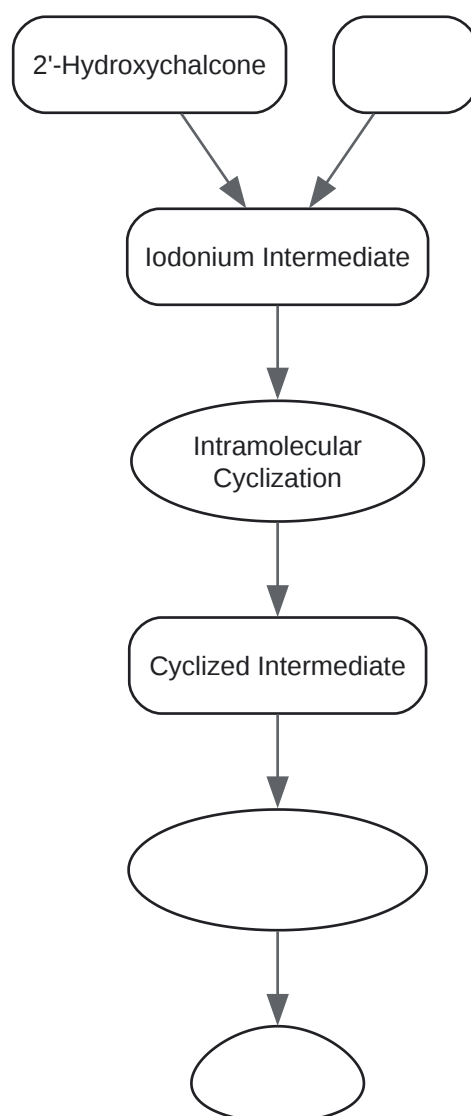 2'-Hydroxychalcone
Iodonium Intermediate
Intramolecular
Cyclization
Cyclized Intermediate